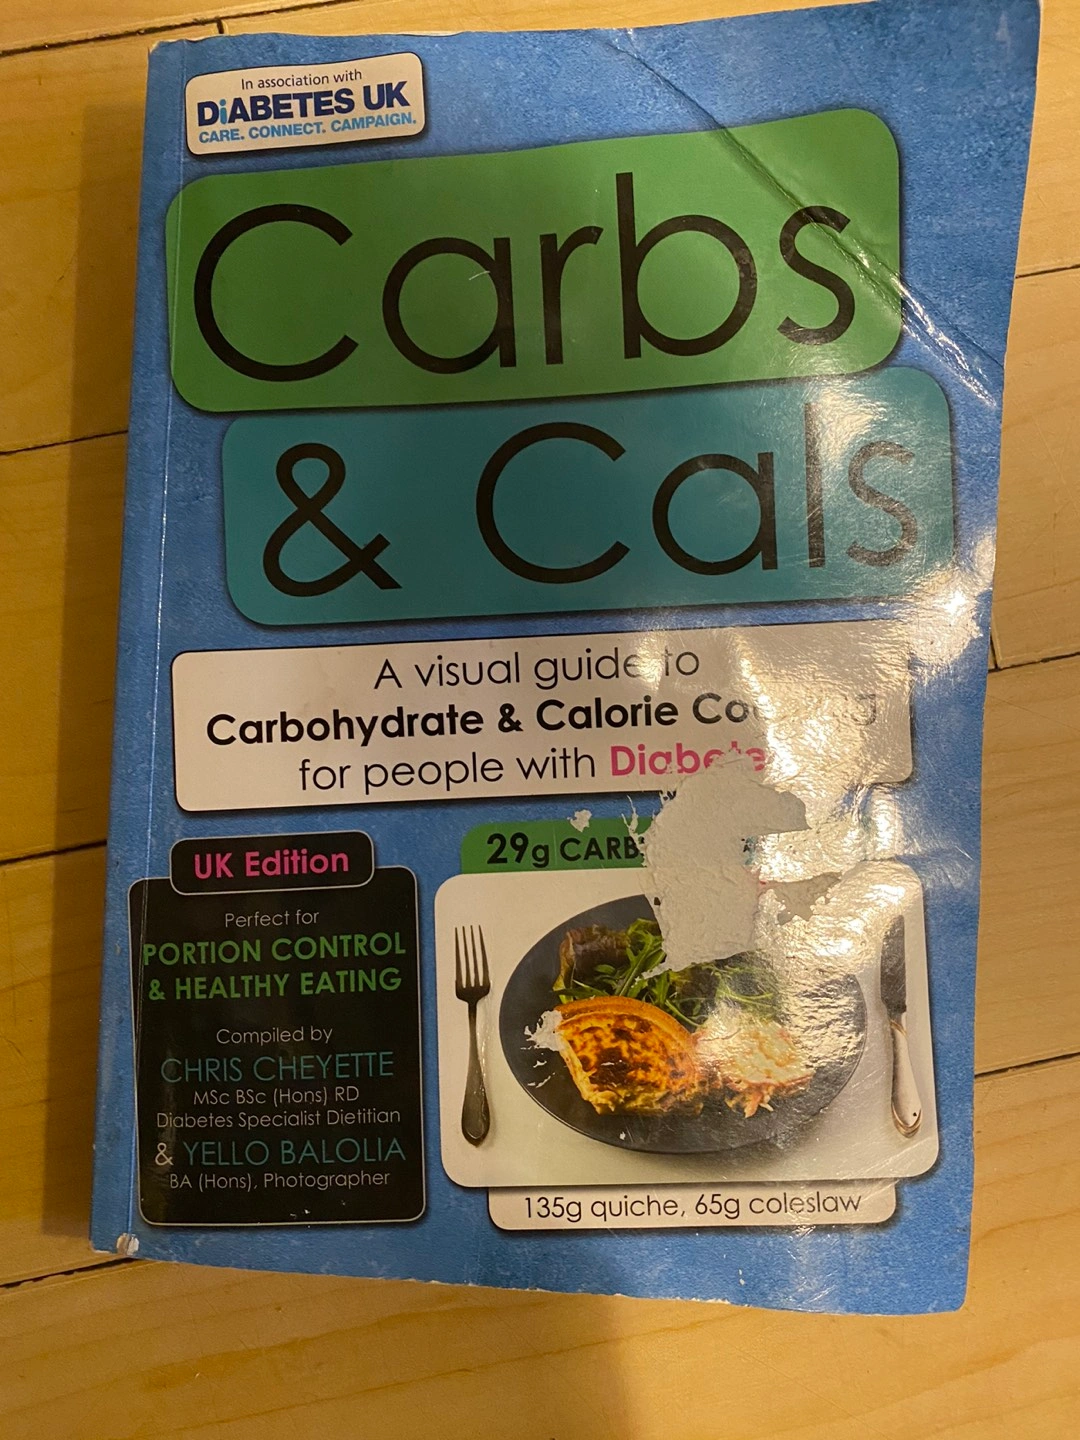 In association with
DiABETES UK
CARE. CONNECT. CAMPAIGN.
Carbs
& Cals
A visual guide to
Carbohydrate & Calorie
for people with
UK Edition
Perfect for
PORTION CONTROL
& HEALTHY EATING
Compiled by
CHRIS CHEYETTE
MSc BSc (Hons) RD
Diabetes Specialist Dietitian
& YELLO BALOLIA
BA (Hons), Photographer
29g CARB
135g quiche, 65g coleslaw